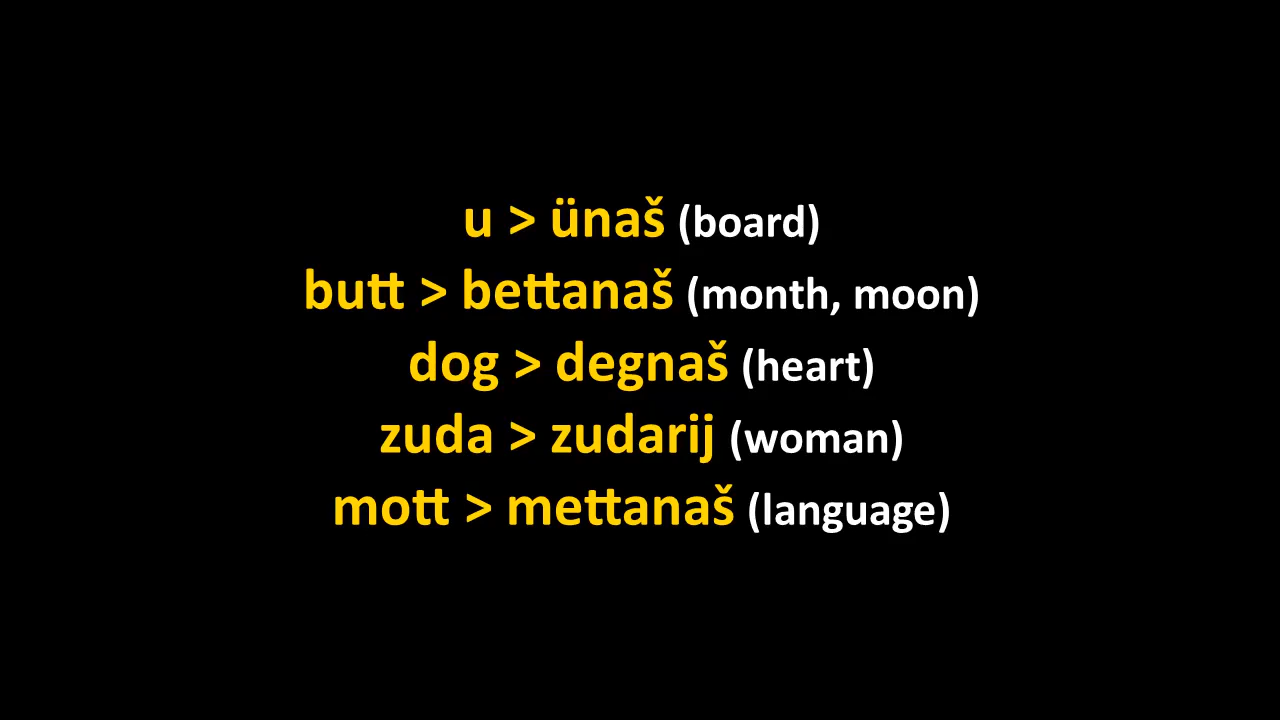 u > ünaš (board)
butt > bettanaš (month, moon)
dog > degnaš (heart)
zuda > zudarij (woman)
mott > mettanaš (language)